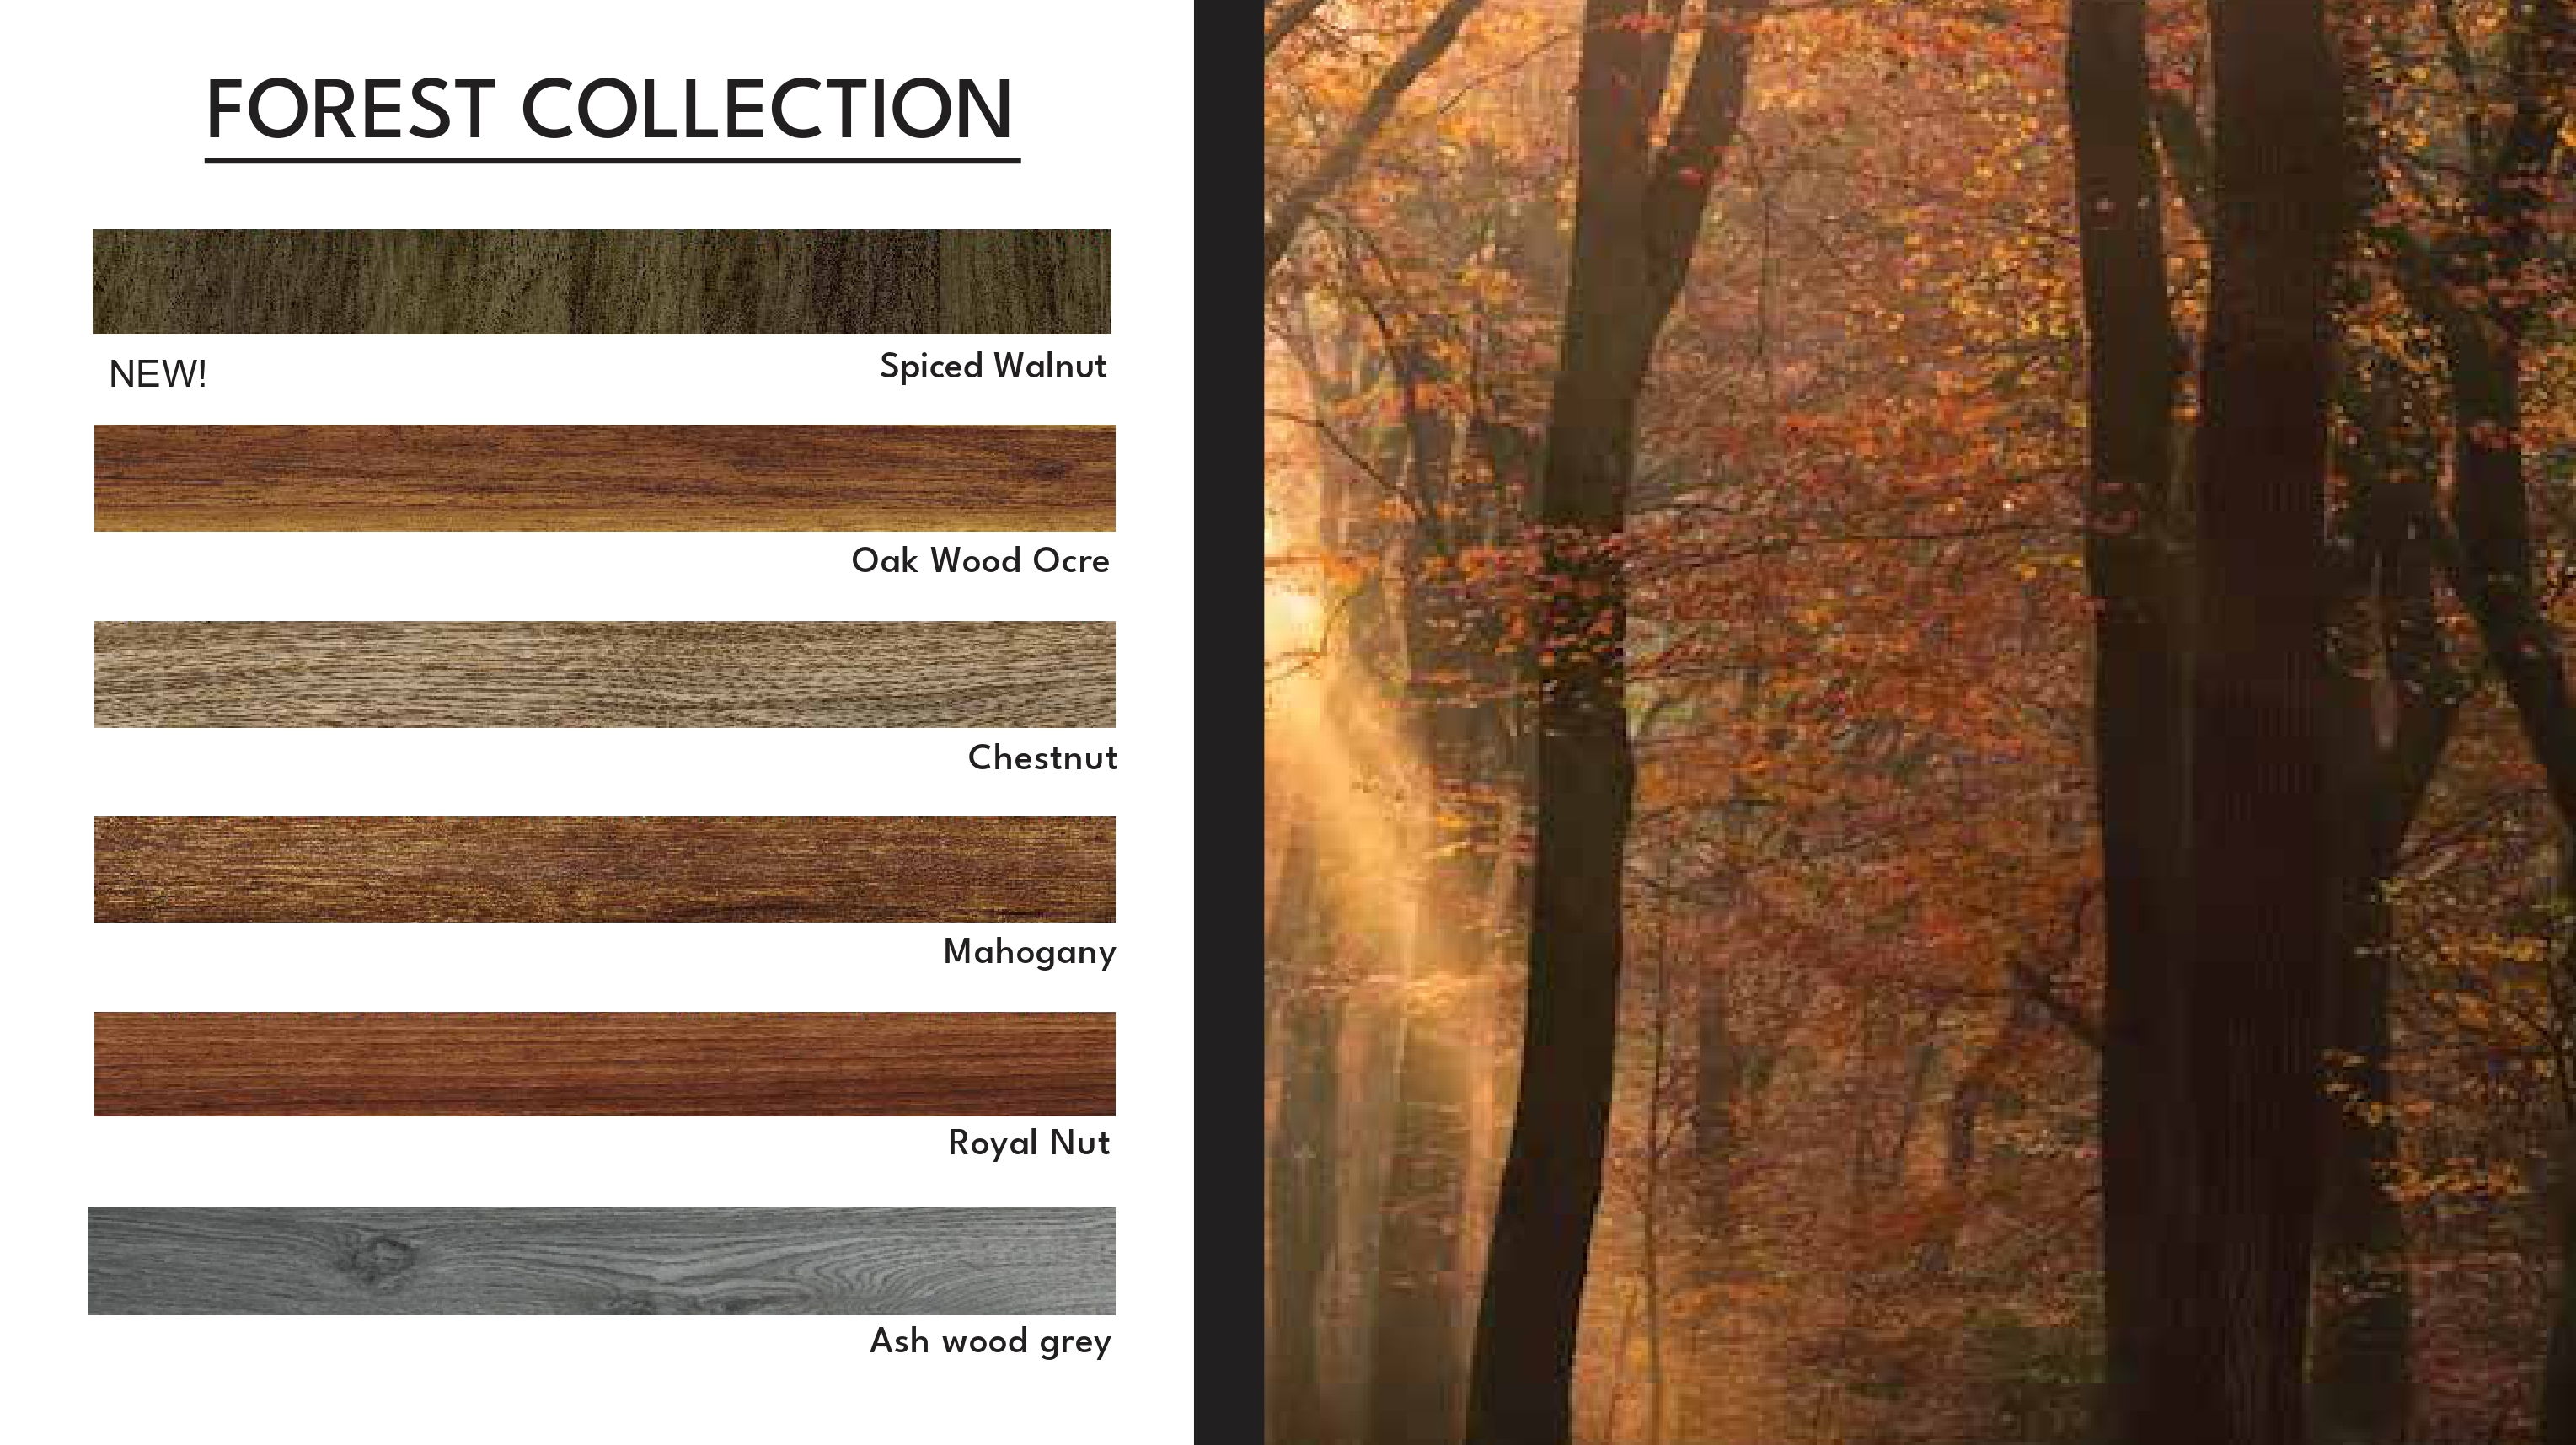 FOREST COLLECTION
NEW!
Spiced Walnut
Oak Wood Ocre
Chestnut
Mahogany
Royal Nut
Ash wood grey